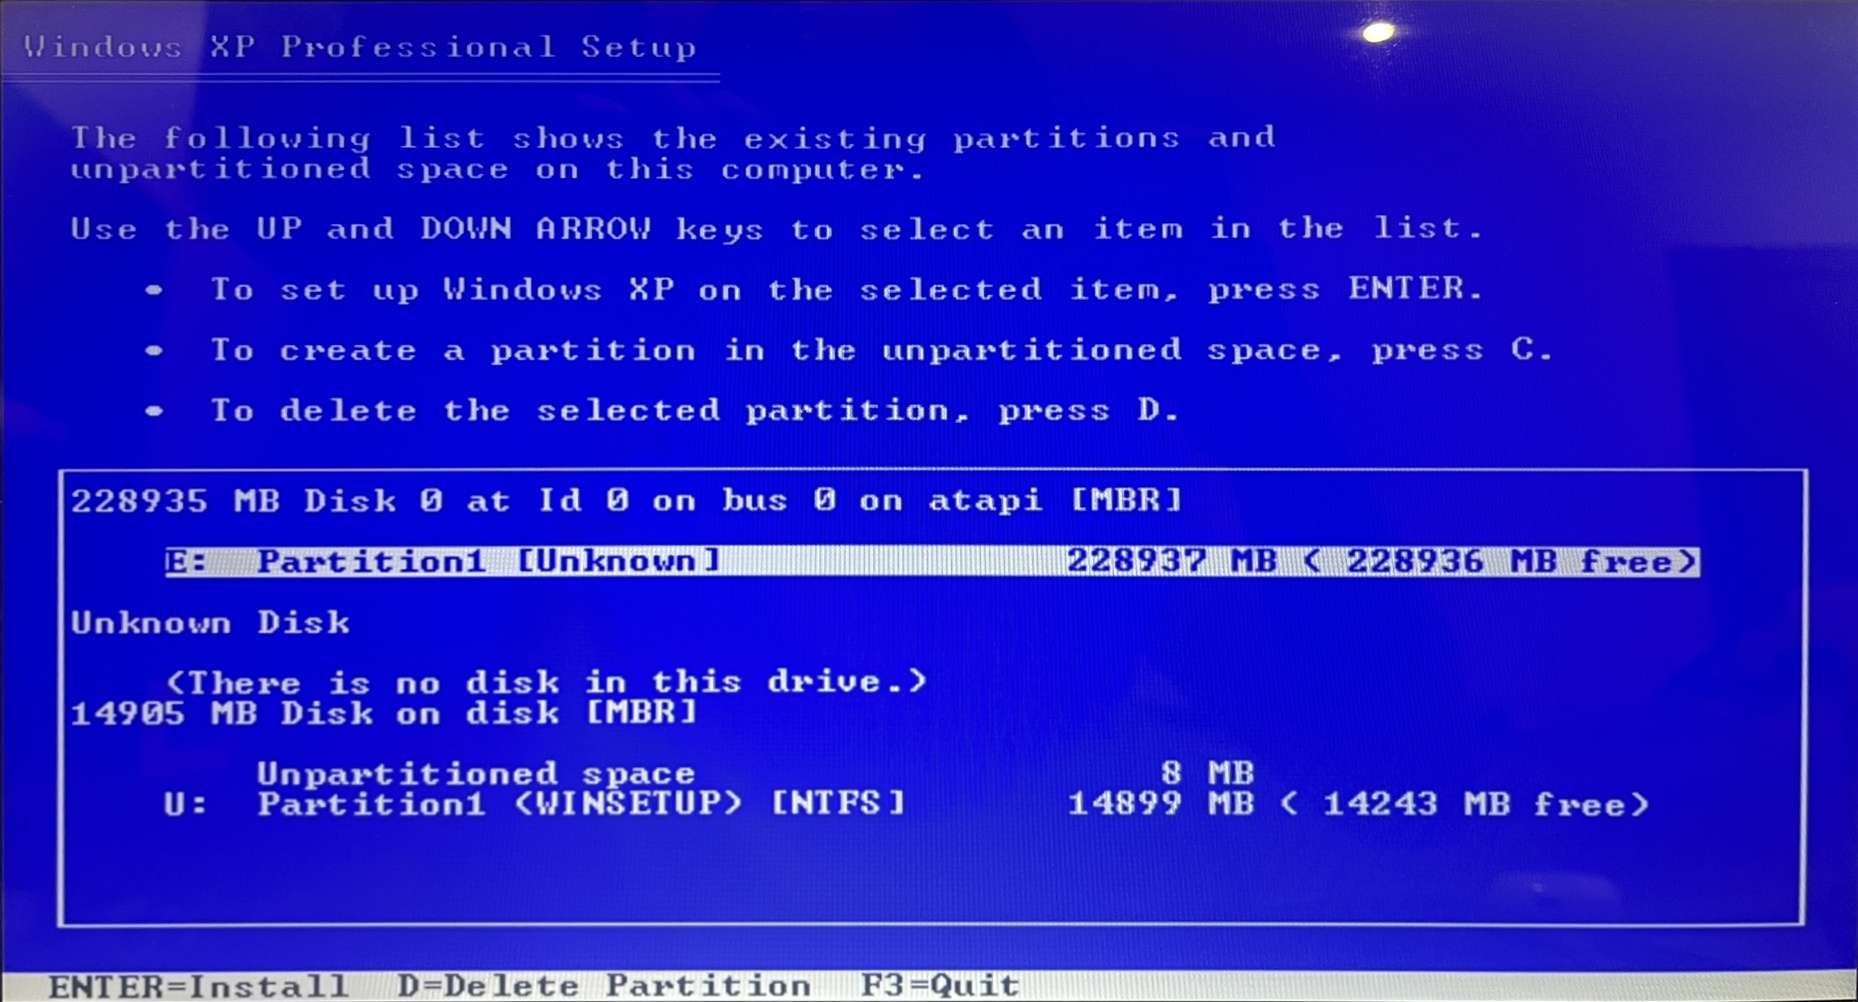 Windows XP Professional Setup
The following list shows the existing partitions and
unpartitioned space on this computer.
Use the UP and DOWN ARROW keys to select an item in the list.
• To set up Windows XP on the selected item, press ENTER.
• To create a partition in the unpartitioned space, press C.
• To delete the selected partition, press D.
228935 MB Disk 0 at Id 0 on bus 0 on atapi [MBR]
E: Partition1 [Unknown] 228937 MB ( 228936 MB free)
Unknown Disk
(There is no disk in this drive.)
14905 MB Disk on disk [MBR]
Unpartitioned space 8 MB
U: Partition1 (WINSETUP) [NTFS] 14899 MB ( 14243 MB free)
ENTER=Install D=Delete Partition F3=Quit